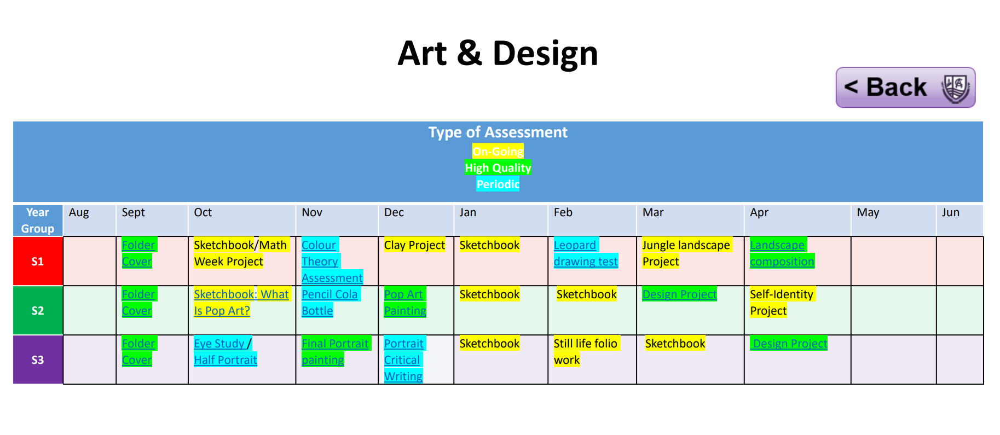 Art & Design
< Back
Type of Assessment
On-Going
High Quality
Periodic
Year
Group
Aug
Sept
Oct
Nov
Dec
Jan
Feb
Mar
Apr
May
Jun
S1
Folder
Cover
Sketchbook/Math
Week Project
Colour
Theory
Assessment
Clay Project
Sketchbook
Leopard
drawing test
Jungle landscape
Project
Landscape
composition
S2
Folder
Cover
Sketchbook: What
Is Pop Art?
Pencil Cola
Bottle
Pop Art
Painting
Sketchbook
Sketchbook
Design Project
Self-Identity
Project
S3
Folder
Cover
Eye Study /
Half Portrait
Final Portrait
painting
Portrait
Critical
Writing
Sketchbook
Still life folio
work
Sketchbook
Design Project